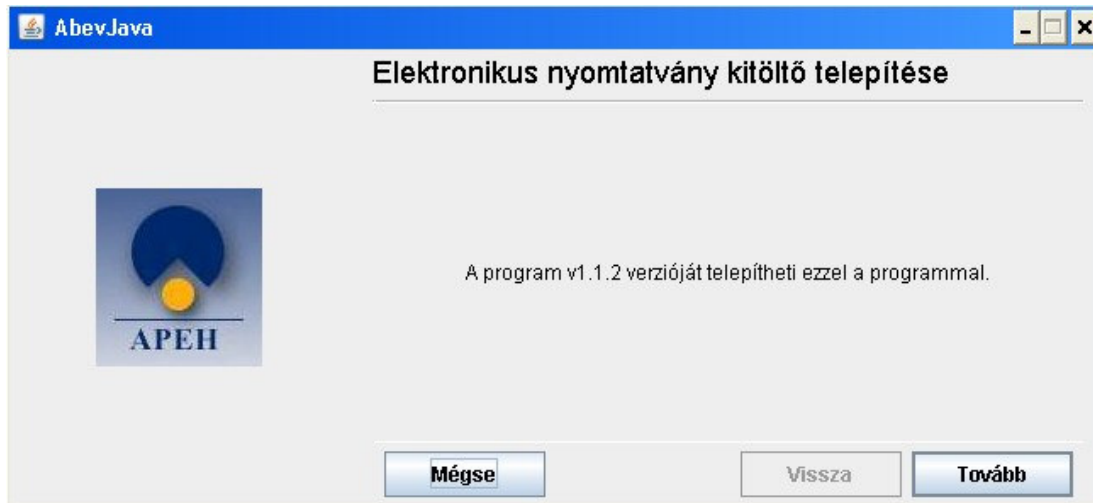 AbevJava
Elektronikus nyomtatvány kitöltő telepítése
A program v1.1.2 verzióját telepítheti ezzel a programmal.
APEH
Mégse
Vissza
Tovább